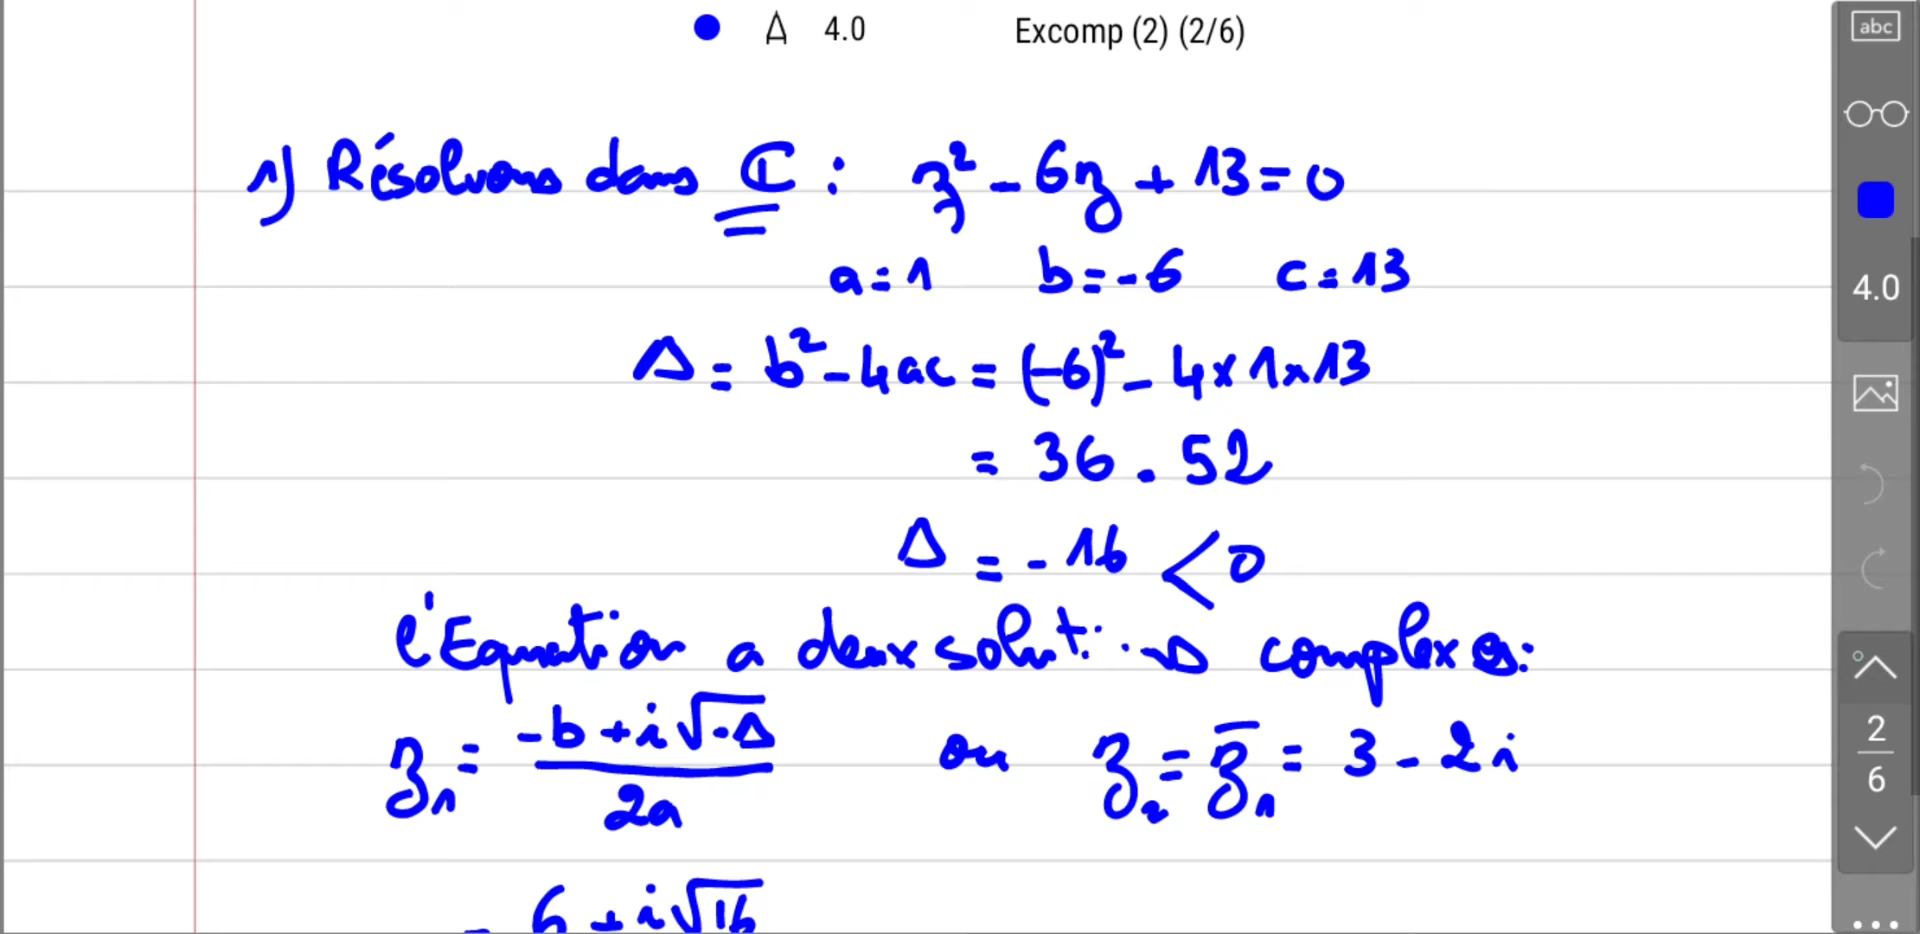 Δ 4.0 Excomp (2) (2/6)
abc
1) Résolvons dans ℂ : z² - 6z + 13 = 0
a = 1 b = -6 c = 13
4.0
Δ = b² - 4ac = (-6)² - 4×1×13
= 36 - 52
Δ = -16 < 0
l'Equation a deux solutions complexes:
z₁ = (-b + i√-Δ)/2a ou z₂ = z̄₁ = 3 - 2i
2
6
= 6 + i√16